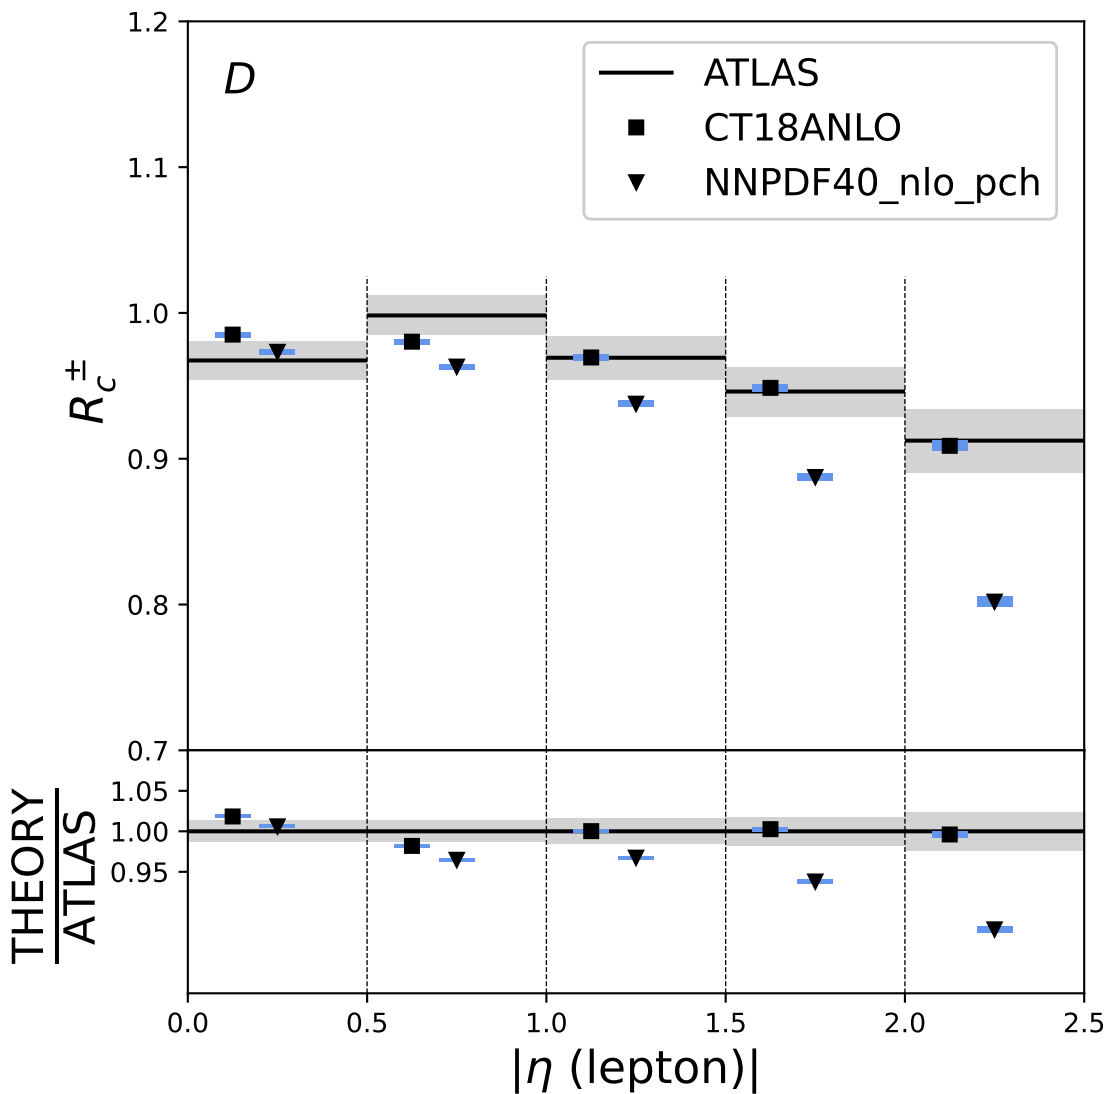 1.2
D
ATLAS
CT18ANLO
NNPDF40_nlo_pch
1.1
1.0
0.9
0.8
0.7
R_c^±
1.05
1.00
0.95
THEORY
ATLAS
0.0 0.5 1.0 1.5 2.0 2.5
|η (lepton)|